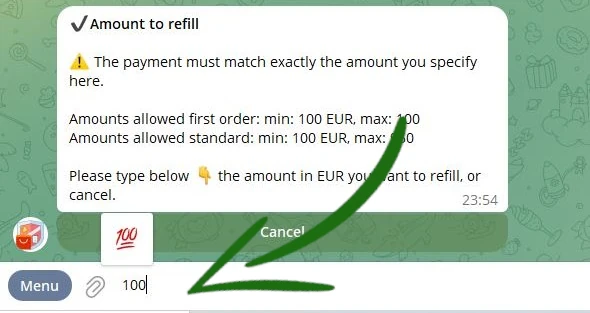 ✔Amount to refill
⚠ The payment must match exactly the amount you specify
here.
Amounts allowed first order: min: 100 EUR, max: 100
Amounts allowed standard: min: 100 EUR, max:
Please type below 👇 the amount in EUR you want to refill, or
cancel.
23:54
Cancel
100
Menu
100